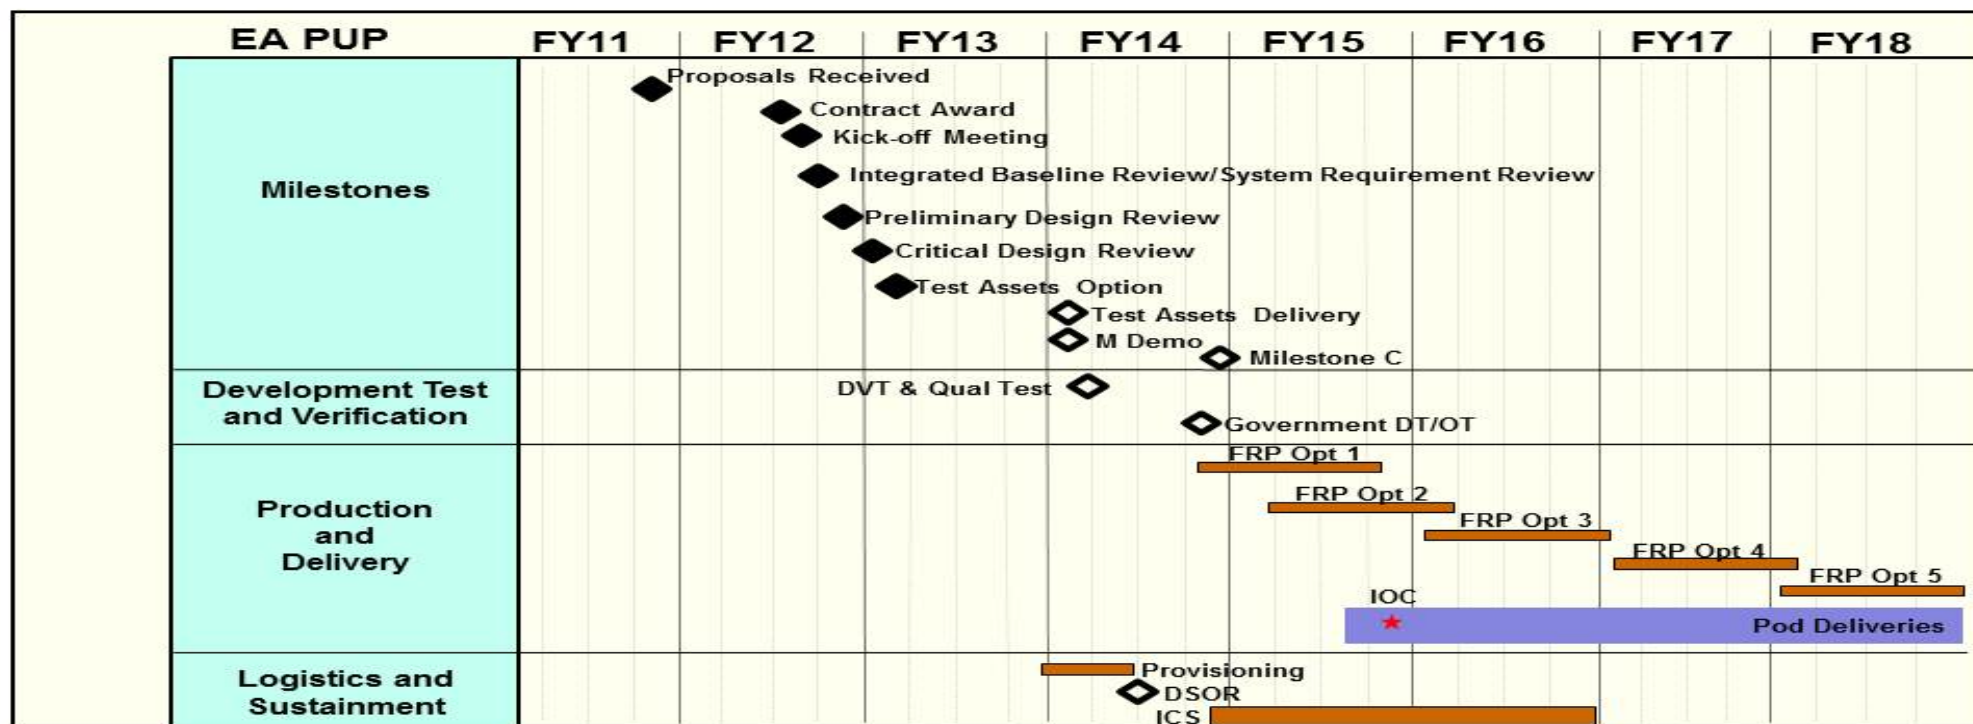 EA PUP FY11 FY12 FY13 FY14 FY15 FY16 FY17 FY18
Milestones
Proposals Received
Contract Award
Kick-off Meeting
Integrated Baseline Review/System Requirement Review
Preliminary Design Review
Critical Design Review
Test Assets Option
Test Assets Delivery
M Demo
Milestone C
Development Test
and Verification
DVT & Qual Test
Government DT/OT
Production
and
Delivery
FRP Opt 1
FRP Opt 2
FRP Opt 3
FRP Opt 4
FRP Opt 5
IOC
Pod Deliveries
Logistics and
Sustainment
Provisioning
DSOR
ICS